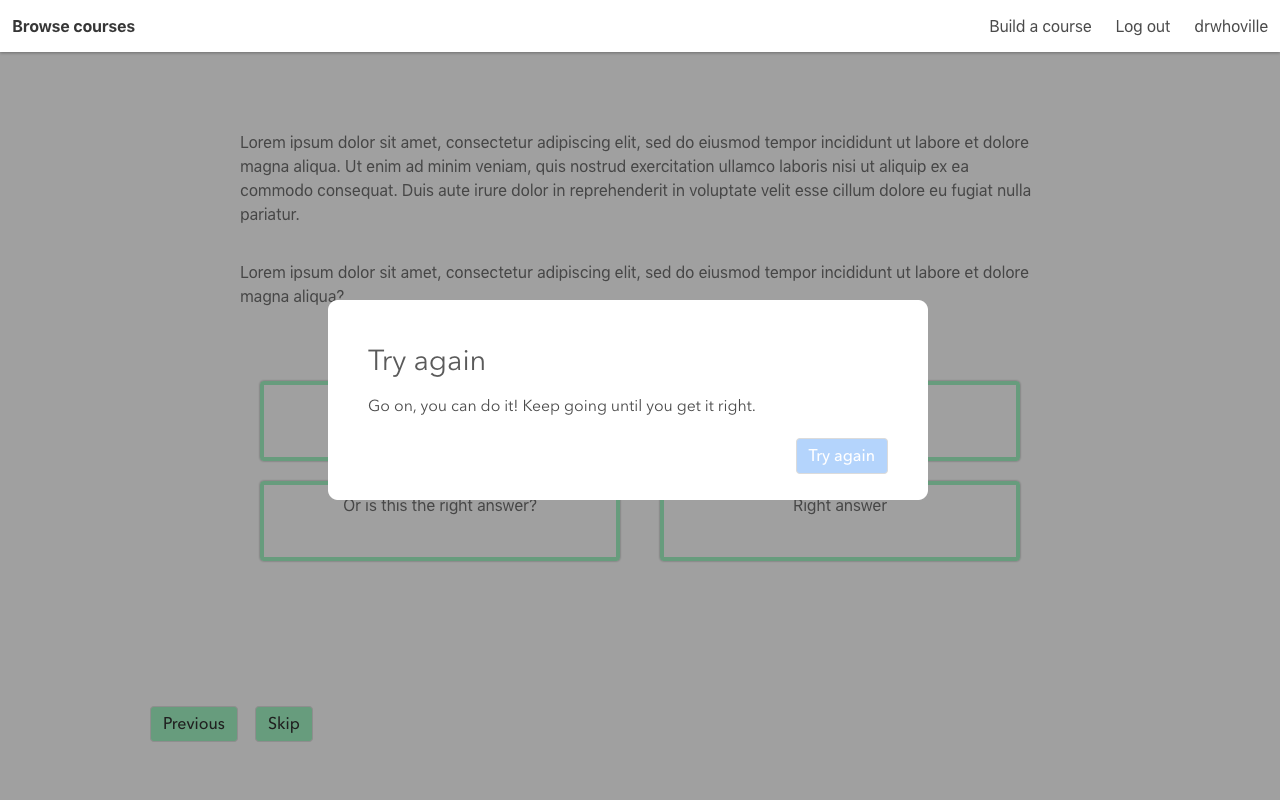 Browse courses
Build a course
Log out
drwhoville
Lorem ipsum dolor sit amet, consectetur adipiscing elit, sed do eiusmod tempor incididunt ut labore et dolore
magna aliqua. Ut enim ad minim veniam, quis nostrud exercitation ullamco laboris nisi ut aliquip ex ea
commodo consequat. Duis aute irure dolor in reprehenderit in voluptate velit esse cillum dolore eu fugiat nulla
pariatur.
Lorem ipsum dolor sit amet, consectetur adipiscing elit, sed do eiusmod tempor incididunt ut labore et dolore
magna aliqua?
Try again
Go on, you can do it! Keep going until you get it right.
Try again
Or is this the right answer?
Right answer
Previous
Skip